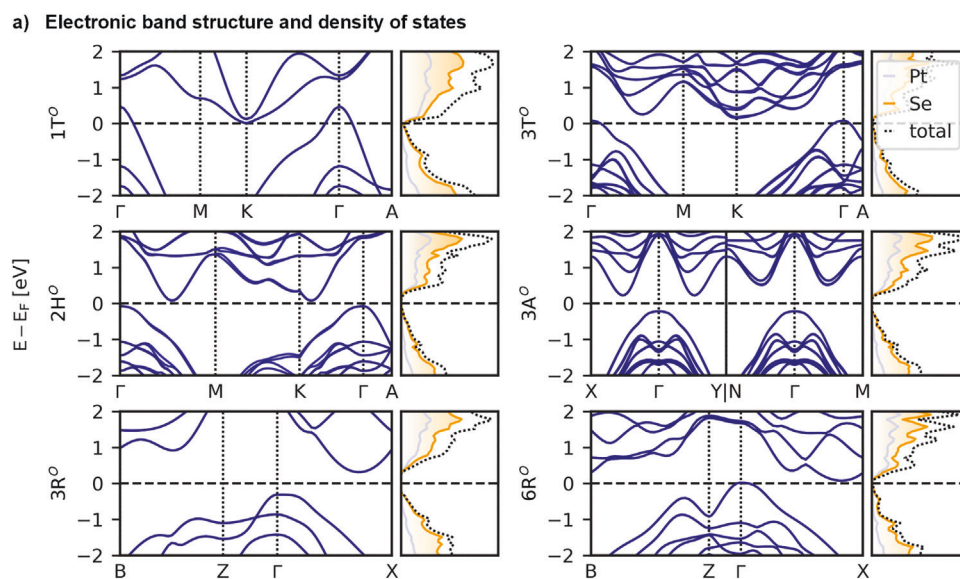 a) Electronic band structure and density of states
E − E_F [eV]
1T^O
2
1
0
−1
−2
Γ M K Γ A
3T^O
2
1
0
−1
−2
Γ M K Γ A
Pt
Se
total
2H^O
2
1
0
−1
−2
Γ M K Γ A
3A^O
2
1
0
−1
−2
X Γ Y|N Γ M
3R^O
2
1
0
−1
−2
B Z Γ X
6R^O
2
1
0
−1
−2
B Z Γ X